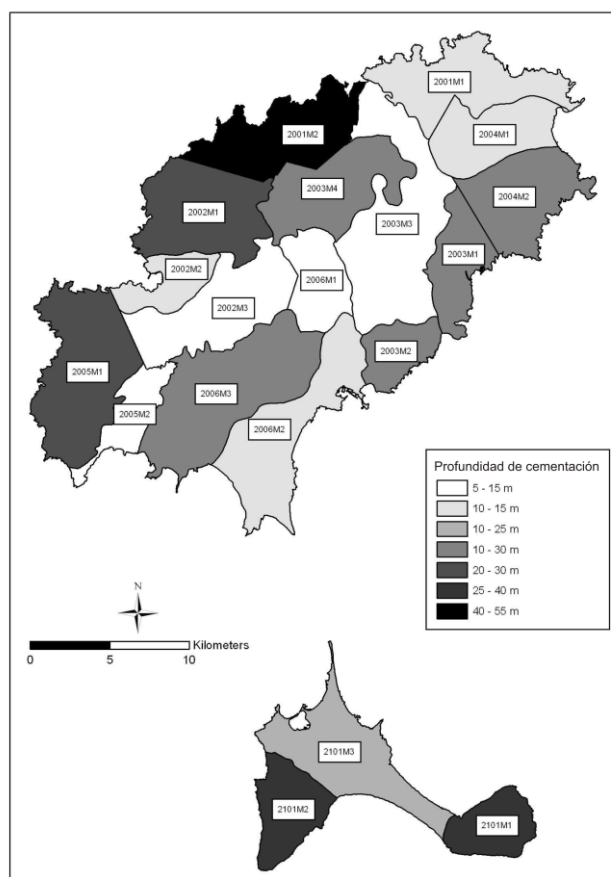 2001M1
2004M1
2001M2
2003M4
2004M2
2002M1
2003M3
2003M1
2002M2
2006M1
2002M3
2003M2
2005M1
2006M3
2005M2
2006M2
Profundidad de cementación
5 - 15 m
10 - 15 m
10 - 25 m
10 - 30 m
20 - 30 m
25 - 40 m
40 - 55 m
N
Kilometers
0 5 10
2101M3
2101M2
2101M1